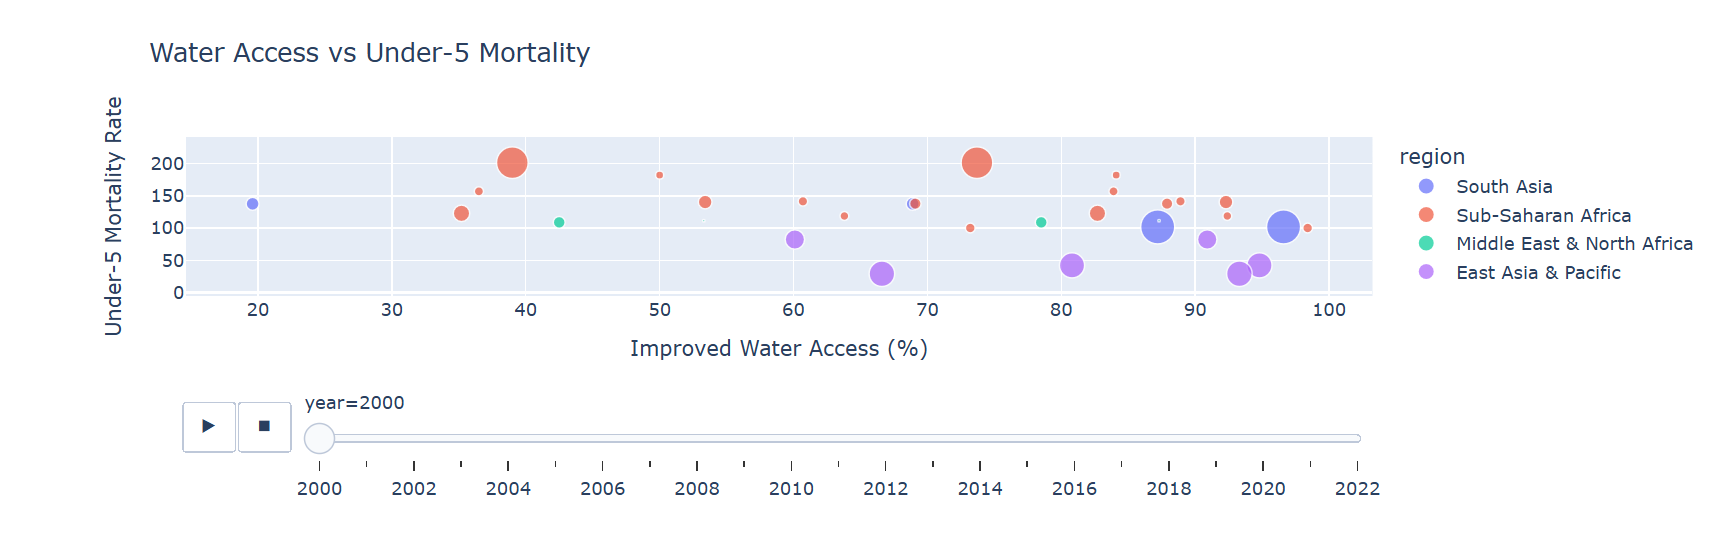 Water Access vs Under-5 Mortality
Under-5 Mortality Rate
200
150
100
50
0
20 30 40 50 60 70 80 90 100
Improved Water Access (%)
region
South Asia
Sub-Saharan Africa
Middle East & North Africa
East Asia & Pacific
year=2000
2000 2002 2004 2006 2008 2010 2012 2014 2016 2018 2020 2022